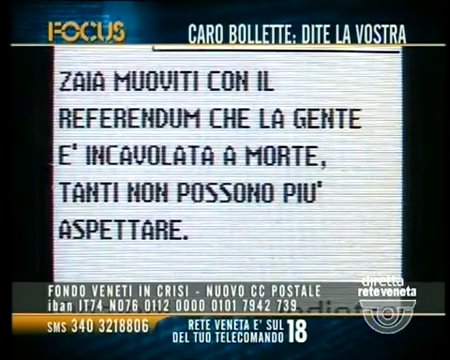 FOCUS
CARO BOLLETTE: DITE LA VOSTRA
ZAIA MUOVITI CON IL
REFERENDUM CHE LA GENTE
E' INCAVOLATA A MORTE,
TANTI NON POSSONO PIU'
ASPETTARE.
diretta
reteveneta
FONDO VENETI IN CRISI - NUOVO CC POSTALE
iban IT74 N076 0112 0000 0101 7942 739
SMS 340 3218806
RETE VENETA E' SUL
DEL TUO TELECOMANDO 18